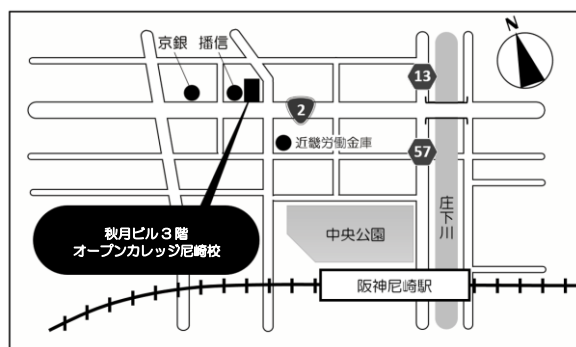 京銀 播信
N
13
2
近畿労働金庫
57
秋月ビル3階
オープンカレッジ尼崎校
中央公園
庄下川
阪神尼崎駅